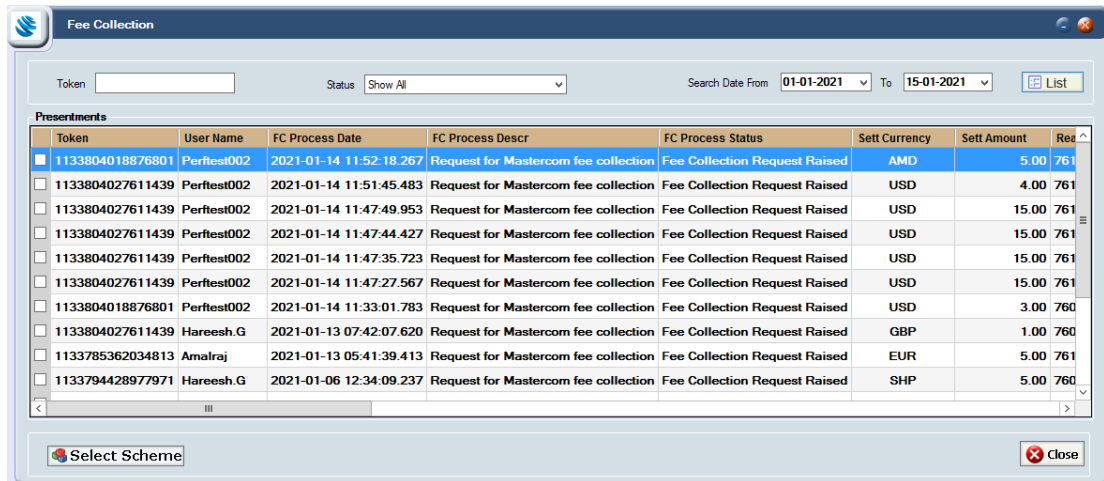 Fee Collection
Token Status Show All Search Date From 01-01-2021 To 15-01-2021 List
Presentments
Token User Name FC Process Date FC Process Descr FC Process Status Sett Currency Sett Amount Rea
1133804018876801 Perftest002 2021-01-14 11:52:18.267 Request for Mastercom fee collection Fee Collection Request Raised AMD 5.00 761
1133804027611439 Perftest002 2021-01-14 11:51:45.483 Request for Mastercom fee collection Fee Collection Request Raised USD 4.00 761
1133804027611439 Perftest002 2021-01-14 11:47:49.953 Request for Mastercom fee collection Fee Collection Request Raised USD 15.00 761
1133804027611439 Perftest002 2021-01-14 11:47:44.427 Request for Mastercom fee collection Fee Collection Request Raised USD 15.00 761
1133804027611439 Perftest002 2021-01-14 11:47:35.723 Request for Mastercom fee collection Fee Collection Request Raised USD 15.00 761
1133804027611439 Perftest002 2021-01-14 11:47:27.567 Request for Mastercom fee collection Fee Collection Request Raised USD 15.00 761
1133804018876801 Perftest002 2021-01-14 11:33:01.783 Request for Mastercom fee collection Fee Collection Request Raised USD 3.00 760
1133804027611439 Hareesh.G 2021-01-13 07:42:07.620 Request for Mastercom fee collection Fee Collection Request Raised GBP 1.00 760
1133785362034813 Amalraj 2021-01-13 05:41:39.413 Request for Mastercom fee collection Fee Collection Request Raised EUR 5.00 761
1133794428977971 Hareesh.G 2021-01-06 12:34:09.237 Request for Mastercom fee collection Fee Collection Request Raised SHP 5.00 760
Select Scheme Close